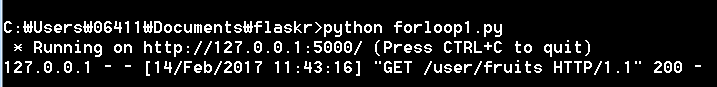 C:₩Users₩06411₩Documents₩flaskr>python forloop1.py
 * Running on http://127.0.0.1:5000/ (Press CTRL+C to quit)
127.0.0.1 - - [14/Feb/2017 11:43:16] "GET /user/fruits HTTP/1.1" 200 -